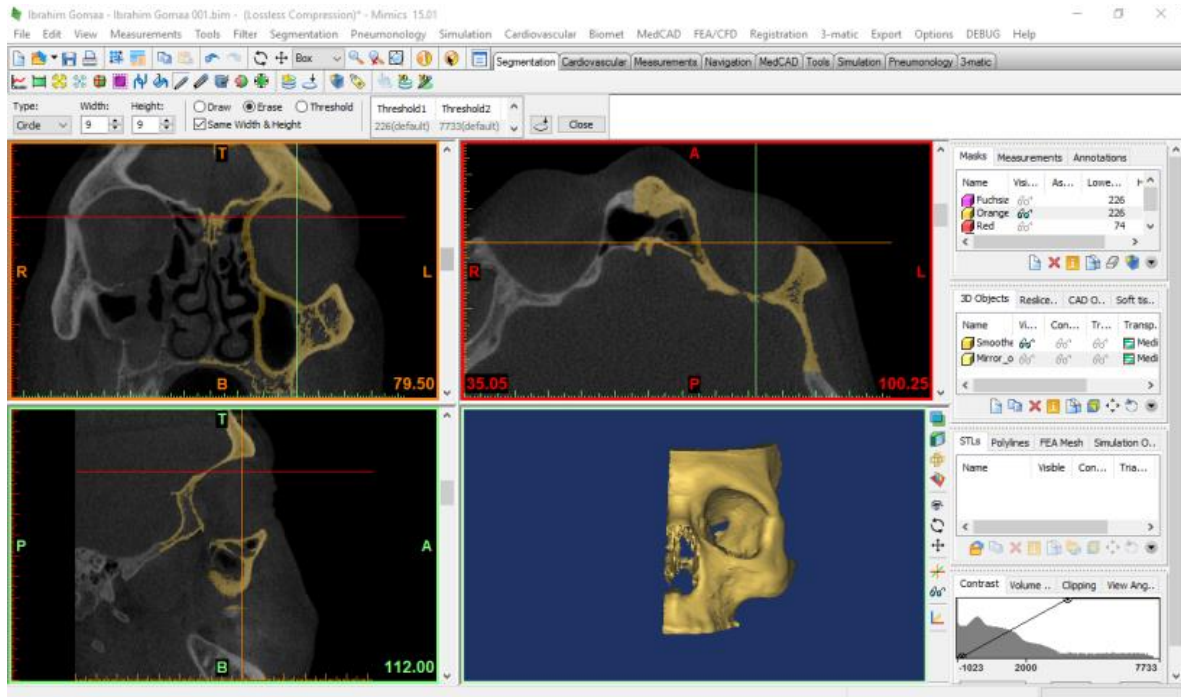 Ibrahim Gomaa - Ibrahim Gomaa 001.bim - (Lossless Compression)* - Mimics 15.01
File Edit View Measurements Tools Filter Segmentation Pneumonology Simulation Cardiovascular Biomet MedCAD FEA/CFD Registration 3-matic Export Options DEBUG Help
Box
Segmentation Cardiovascular Measurements Navigation MedCAD Tools Simulation Pneumonology 3-matic
Type: Width: Height: Draw Erase Threshold Threshold1 Threshold2
Circle 9 9 Same Width & Height 226(default) 7733(default) Close
T
R
L
B
79.50
A
R
L
35.05
P
100.25
T
P
A
B
112.00
Masks Measurements Annotations
Name Visi... As... Lowe...
Fuchsie 226
Orange 226
Red 74
3D Objects Reslice.. CAD O.. Soft tis..
Name Vi... Con... Tr... Transp.
Smoothe Medi
Mirror_o Medi
STLs Polylines FEA Mesh Simulation O..
Name Visible Con... Tria...
Contrast Volume .. Clipping View Ang..
-1023 2000 7733